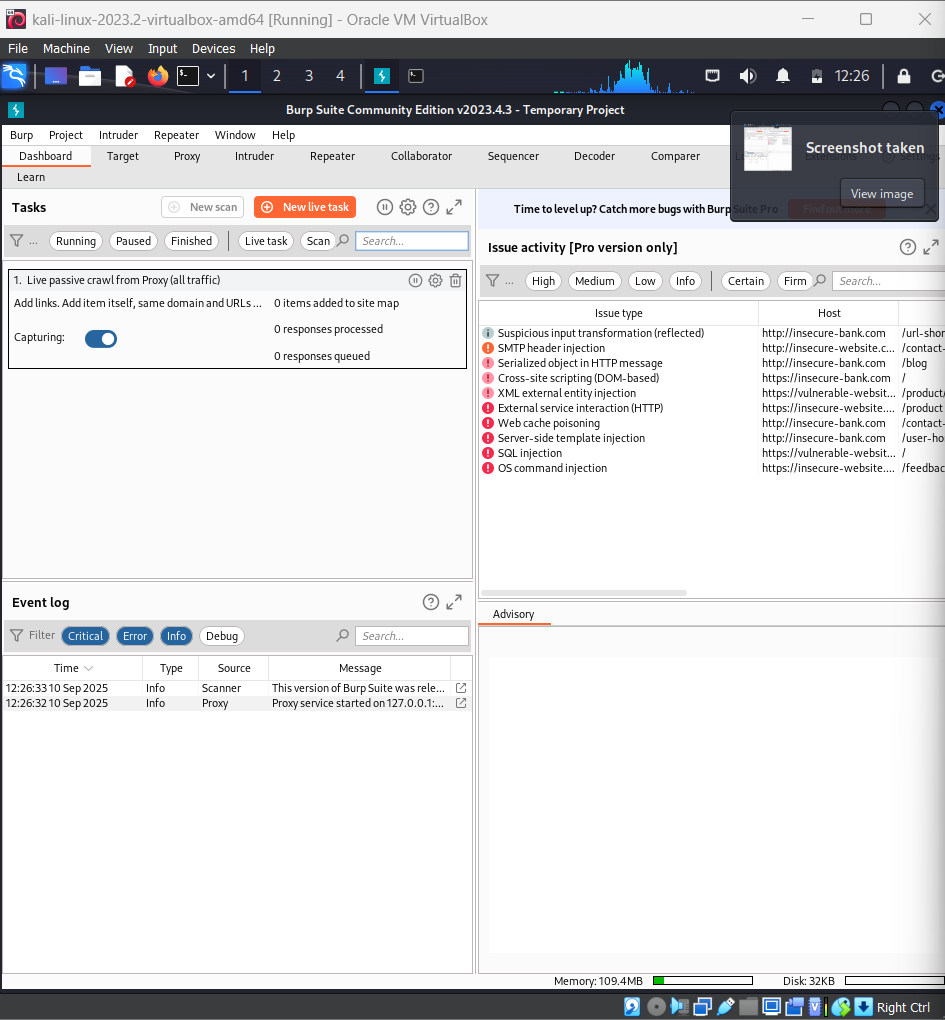 kali-linux-2023.2-virtualbox-amd64 [Running] - Oracle VM VirtualBox
File Machine View Input Devices Help
1 2 3 4 12:26
Burp Suite Community Edition v2023.4.3 - Temporary Project
Burp Project Intruder Repeater Window Help
Screenshot taken
View image
Dashboard Target Proxy Intruder Repeater Collaborator Sequencer Decoder Comparer
Learn
Tasks
New scan
New live task
Time to level up? Catch more bugs with Burp Suite Pro
... Running Paused Finished Live task Scan Search...
Issue activity [Pro version only]
... High Medium Low Info Certain Firm Search...
1. Live passive crawl from Proxy (all traffic)
Add links. Add item itself, same domain and URLs ... 0 items added to site map
0 responses processed
Capturing:
0 responses queued
Issue type Host
Suspicious input transformation (reflected) http://insecure-bank.com /url-shor
SMTP header injection http://insecure-website.c... /contact-
Serialized object in HTTP message http://insecure-bank.com /blog
Cross-site scripting (DOM-based) https://insecure-bank.com /
XML external entity injection https://vulnerable-websit... /product/
External service interaction (HTTP) https://insecure-website.... /product
Web cache poisoning http://insecure-bank.com /contact-
Server-side template injection http://insecure-bank.com /user-ho
SQL injection https://vulnerable-websit... /
OS command injection https://insecure-website.... /feedbac
Event log
Filter Critical Error Info Debug Search...
Time Type Source Message
12:26:33 10 Sep 2025 Info Scanner This version of Burp Suite was rele...
12:26:32 10 Sep 2025 Info Proxy Proxy service started on 127.0.0.1:...
Advisory
Memory: 109.4MB Disk: 32KB
Right Ctrl